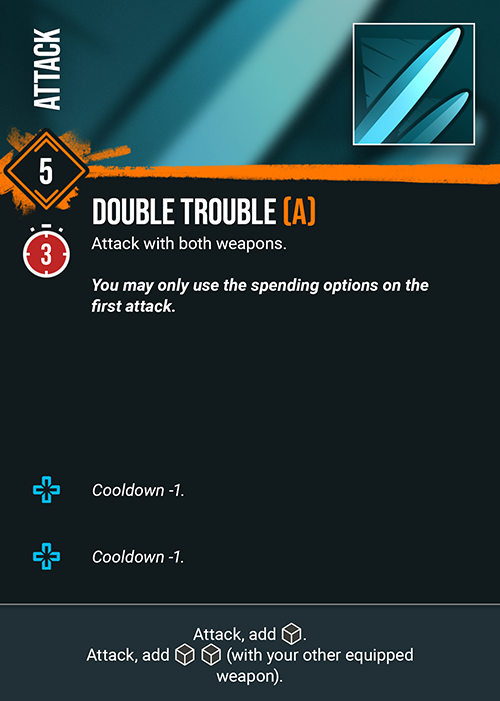 ATTACK
5
DOUBLE TROUBLE (A)
3
Attack with both weapons.
You may only use the spending options on the
first attack.
Cooldown -1.
Cooldown -1.
Attack, add .
Attack, add (with your other equipped
weapon).